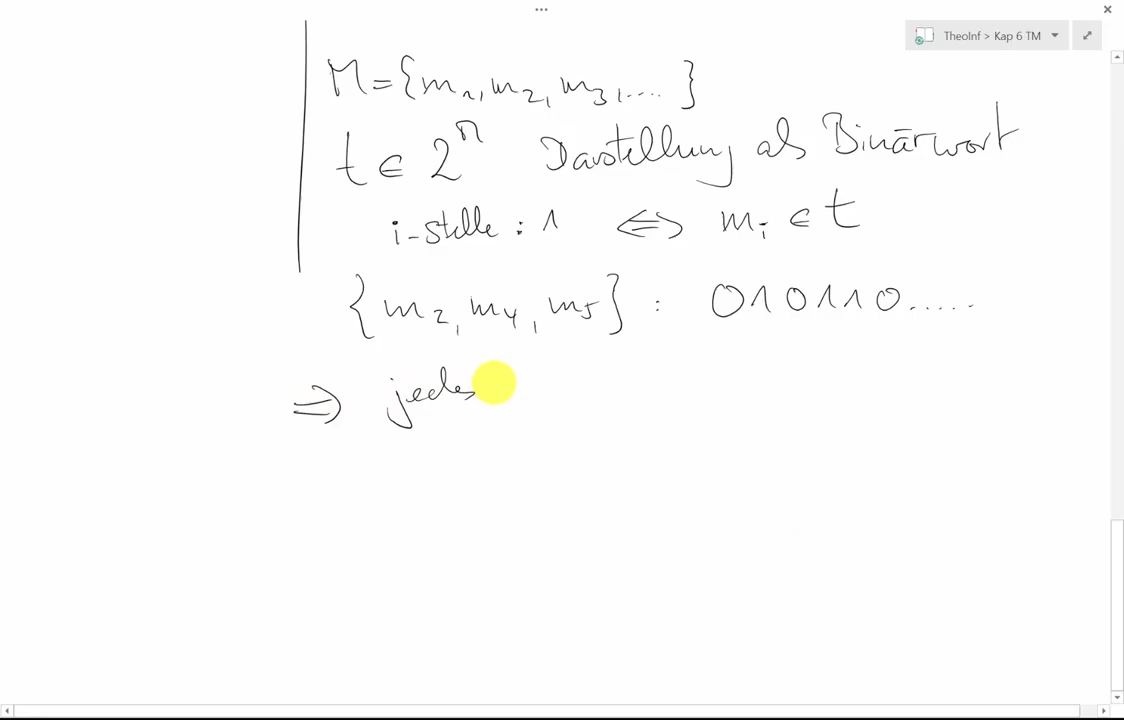 TheoInf > Kap 6 TM
M = {m1, m2, m3, .... }
t ∈ 2^M Darstellung als Binärwort
i-stelle : 1 <=> mi ∈ t
{m2, m4, m5} : 010110.....
=> jedes